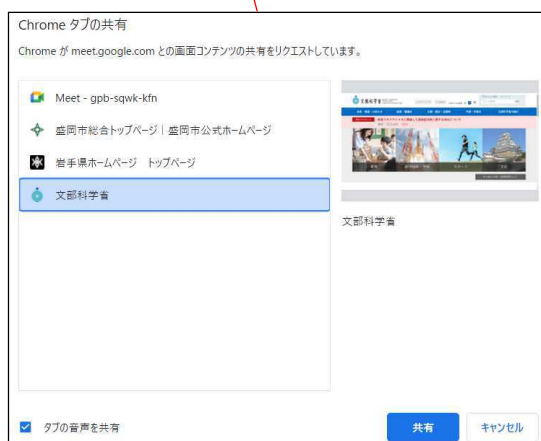 Chrome タブの共有
Chrome が meet.google.com との画面コンテンツの共有をリクエストしています。
Meet - gpb-sqwk-kfn
盛岡市総合トップページ｜盛岡市公式ホームページ
岩手県ホームページ　トップページ
文部科学省
文部科学省
文部科学省
タブの音声を共有
共有
キャンセル